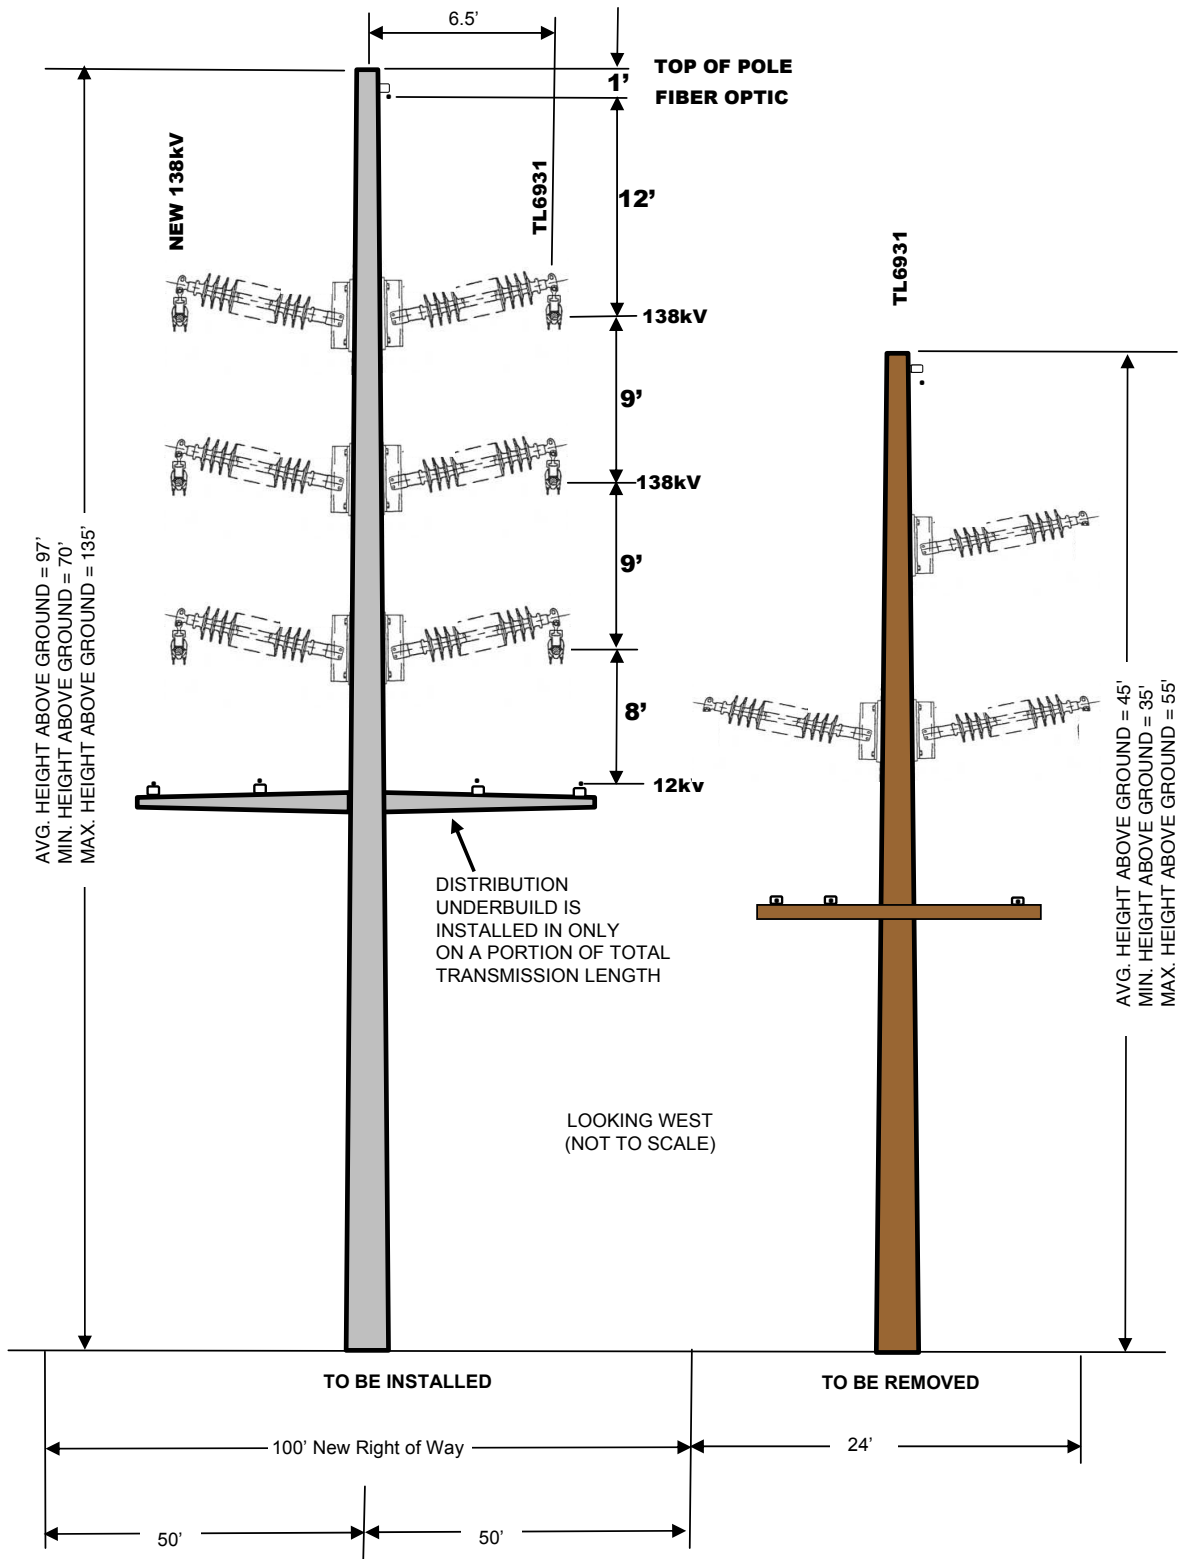 6.5’
TOP OF POLE
1’
FIBER OPTIC
NEW 138kV
TL6931
12’
TL6931
138kV
9’
138kV
9’
8’
12kv
AVG. HEIGHT ABOVE GROUND = 97’
MIN. HEIGHT ABOVE GROUND = 70’
MAX. HEIGHT ABOVE GROUND = 135’
DISTRIBUTION
UNDERBUILD IS
INSTALLED IN ONLY
ON A PORTION OF TOTAL
TRANSMISSION LENGTH
AVG. HEIGHT ABOVE GROUND = 45’
MIN. HEIGHT ABOVE GROUND = 35’
MAX. HEIGHT ABOVE GROUND = 55’
LOOKING WEST
(NOT TO SCALE)
TO BE INSTALLED
TO BE REMOVED
100’ New Right of Way
24’
50’
50’